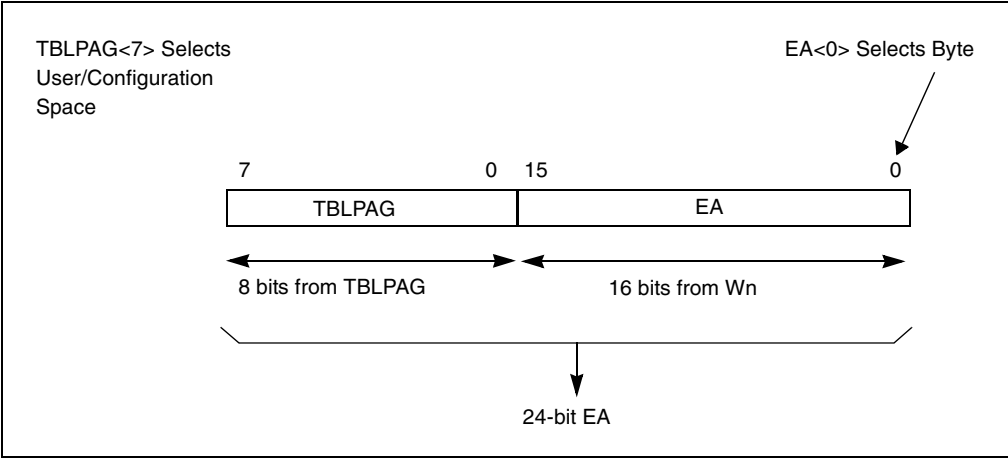 TBLPAG<7> Selects
User/Configuration
Space
EA<0> Selects Byte
7 0 15 0
TBLPAG EA
8 bits from TBLPAG 16 bits from Wn
24-bit EA